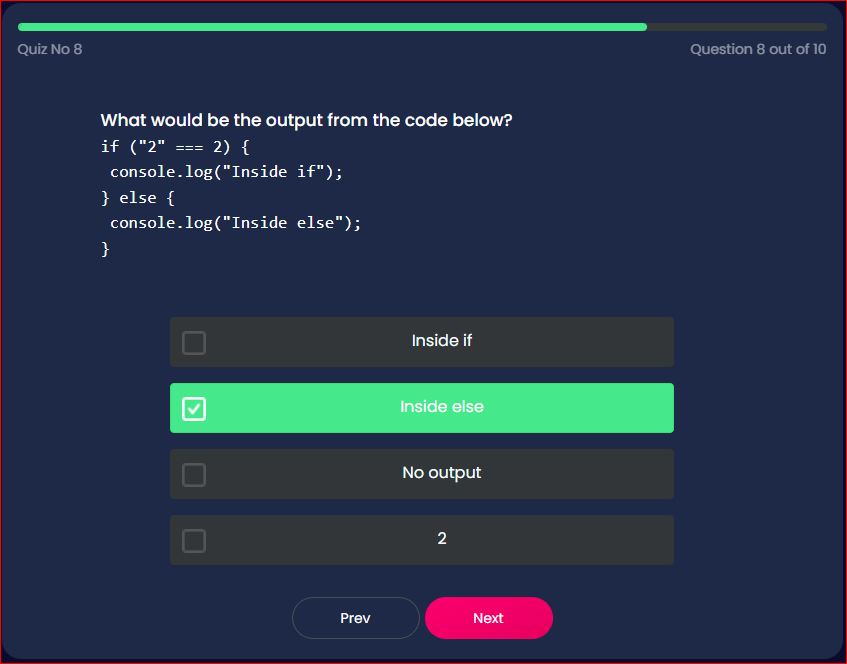 Quiz No 8
Question 8 out of 10
What would be the output from the code below?
if ("2" === 2) {
 console.log("Inside if");
} else {
 console.log("Inside else");
}
Inside if
Inside else
No output
2
Prev
Next